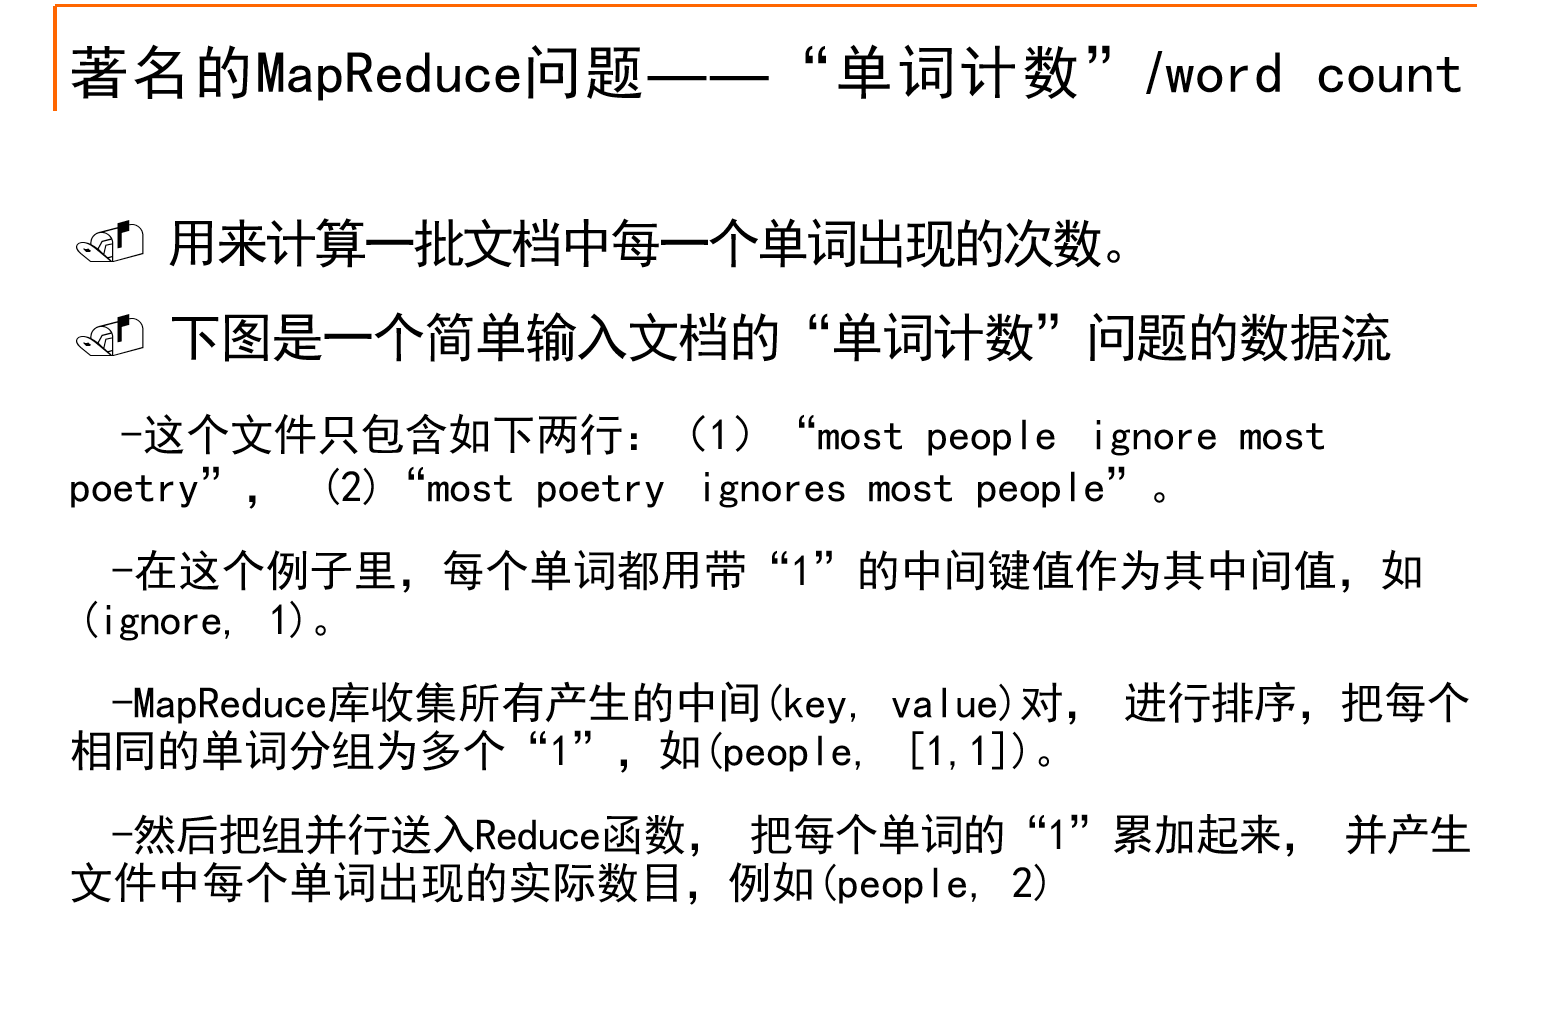 著名的MapReduce问题——“单词计数”/word count
用来计算一批文档中每一个单词出现的次数。
下图是一个简单输入文档的“单词计数”问题的数据流
-这个文件只包含如下两行：（1）“most people ignore most
poetry”， (2)“most poetry ignores most people”。
-在这个例子里，每个单词都用带“1”的中间键值作为其中间值，如
(ignore, 1)。
-MapReduce库收集所有产生的中间(key, value)对， 进行排序，把每个
相同的单词分组为多个“1”，如(people, [1,1])。
-然后把组并行送入Reduce函数， 把每个单词的“1”累加起来， 并产生
文件中每个单词出现的实际数目，例如(people, 2)